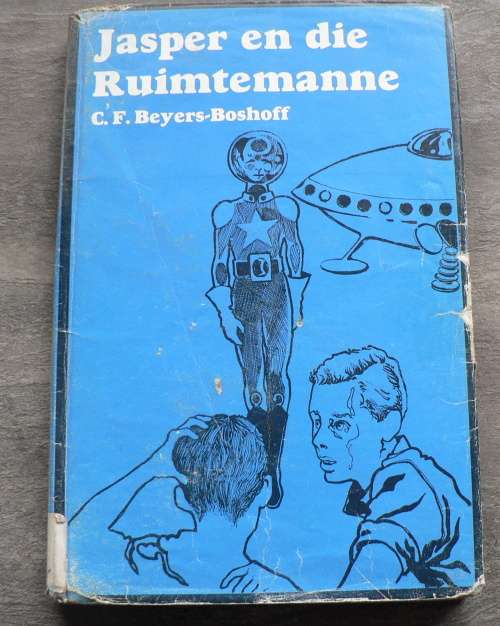 Jasper en die
Ruimtemanne
C. F. Beyers-Boshoff